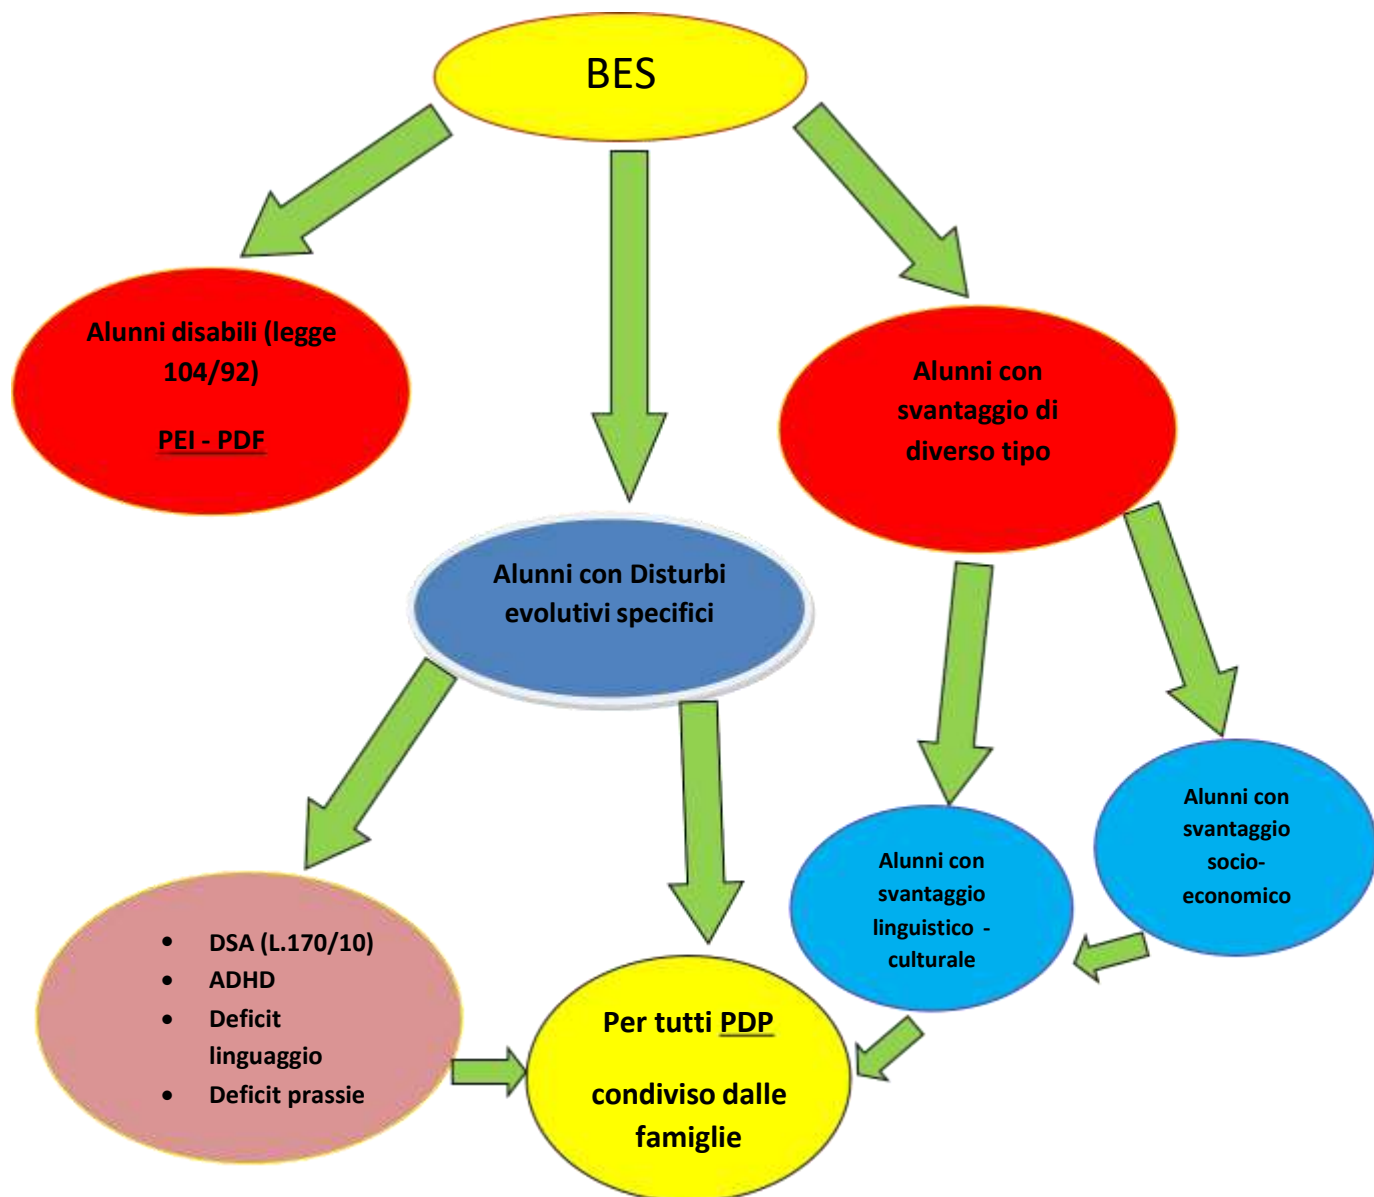 BES
Alunni disabili (legge
104/92)
PEI - PDF
Alunni con
svantaggio di
diverso tipo
Alunni con Disturbi
evolutivi specifici
Alunni con
svantaggio
socio-
economico
Alunni con
svantaggio
linguistico -
culturale
• DSA (L.170/10)
• ADHD
• Deficit
linguaggio
• Deficit prassie
Per tutti PDP
condiviso dalle
famiglie